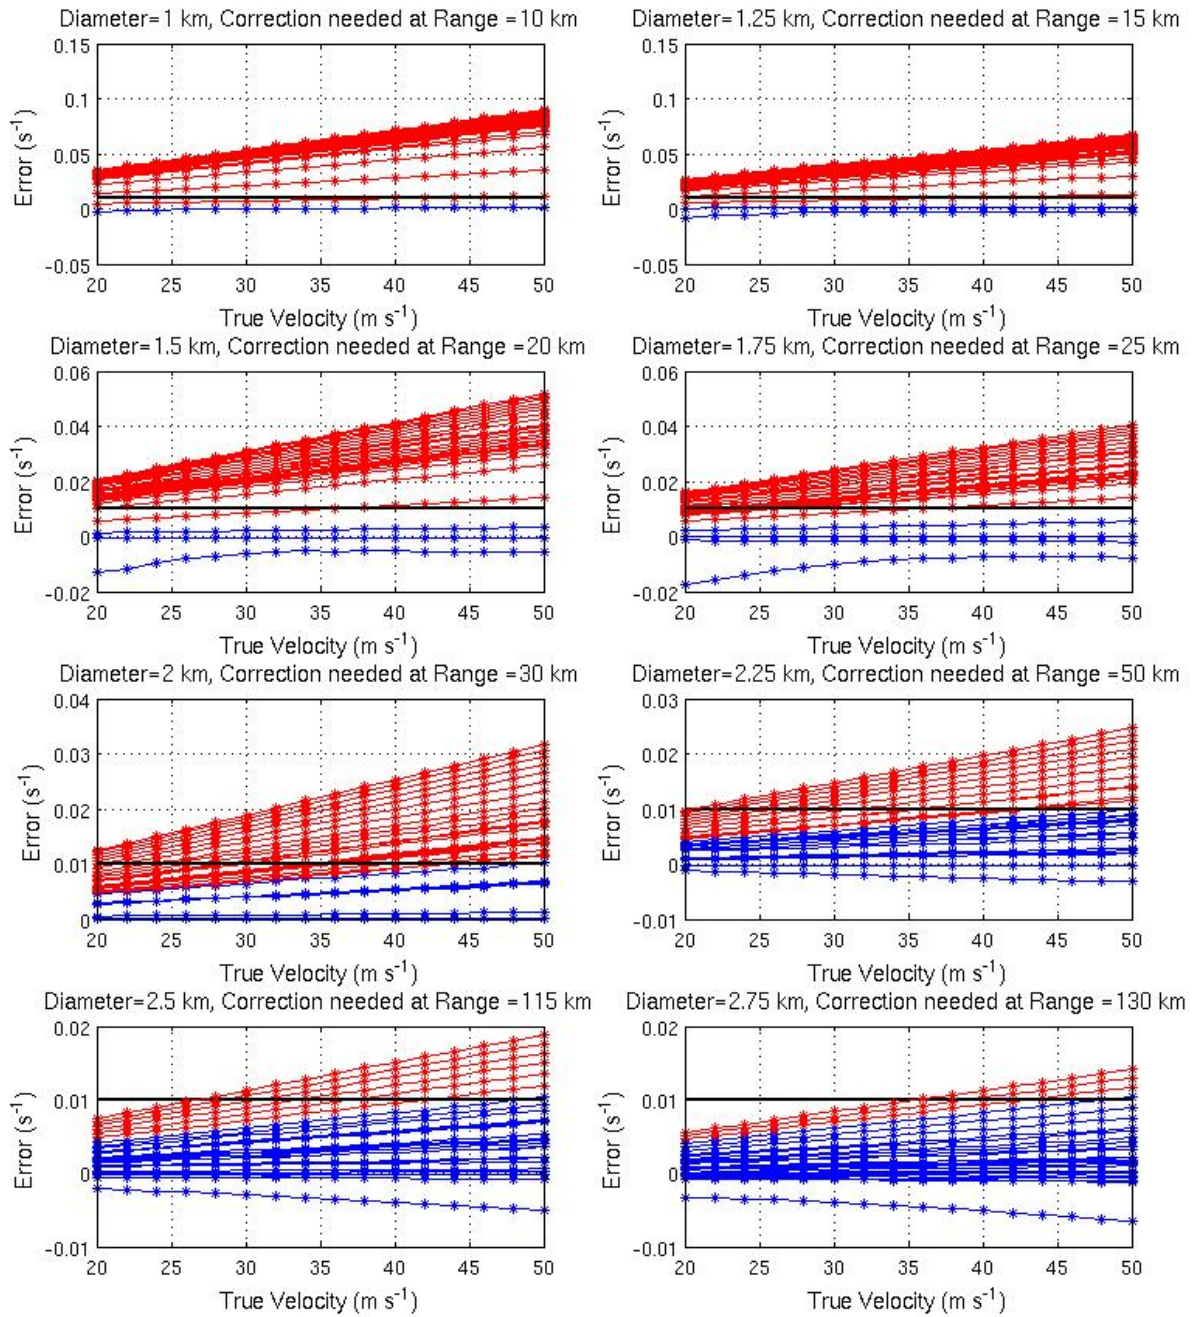 Diameter=1 km, Correction needed at Range =10 km
0.15
0.1
0.05
0
-0.05
Error (s⁻¹)
20 25 30 35 40 45 50
True Velocity (m s⁻¹)
Diameter=1.25 km, Correction needed at Range =15 km
0.15
0.1
0.05
0
-0.05
Error (s⁻¹)
20 25 30 35 40 45 50
True Velocity (m s⁻¹)
Diameter=1.5 km, Correction needed at Range =20 km
0.06
0.04
0.02
0
-0.02
Error (s⁻¹)
20 25 30 35 40 45 50
True Velocity (m s⁻¹)
Diameter=1.75 km, Correction needed at Range =25 km
0.06
0.04
0.02
0
-0.02
Error (s⁻¹)
20 25 30 35 40 45 50
True Velocity (m s⁻¹)
Diameter=2 km, Correction needed at Range =30 km
0.04
0.03
0.02
0.01
0
Error (s⁻¹)
20 25 30 35 40 45 50
True Velocity (m s⁻¹)
Diameter=2.25 km, Correction needed at Range =50 km
0.03
0.02
0.01
0
-0.01
Error (s⁻¹)
20 25 30 35 40 45 50
True Velocity (m s⁻¹)
Diameter=2.5 km, Correction needed at Range =115 km
0.02
0.01
0
-0.01
Error (s⁻¹)
20 25 30 35 40 45 50
True Velocity (m s⁻¹)
Diameter=2.75 km, Correction needed at Range =130 km
0.02
0.01
0
-0.01
Error (s⁻¹)
20 25 30 35 40 45 50
True Velocity (m s⁻¹)